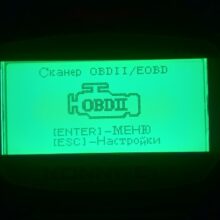 Сканер OBDII/EOBD
OBDII
[ENTER]-МЕНЮ
[ESC]-Настройки